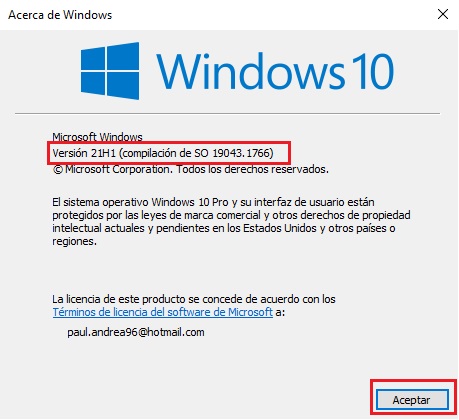 Acerca de Windows
Windows 10
Microsoft Windows
Versión 21H1 (compilación de SO 19043.1766)
© Microsoft Corporation. Todos los derechos reservados.
El sistema operativo Windows 10 Pro y su interfaz de usuario están
protegidos por las leyes de marca comercial y otros derechos de propiedad
intelectual actuales y pendientes en los Estados Unidos y otros países o
regiones.
La licencia de este producto se concede de acuerdo con los
Términos de licencia del software de Microsoft a:
paul.andrea96@hotmail.com
Aceptar